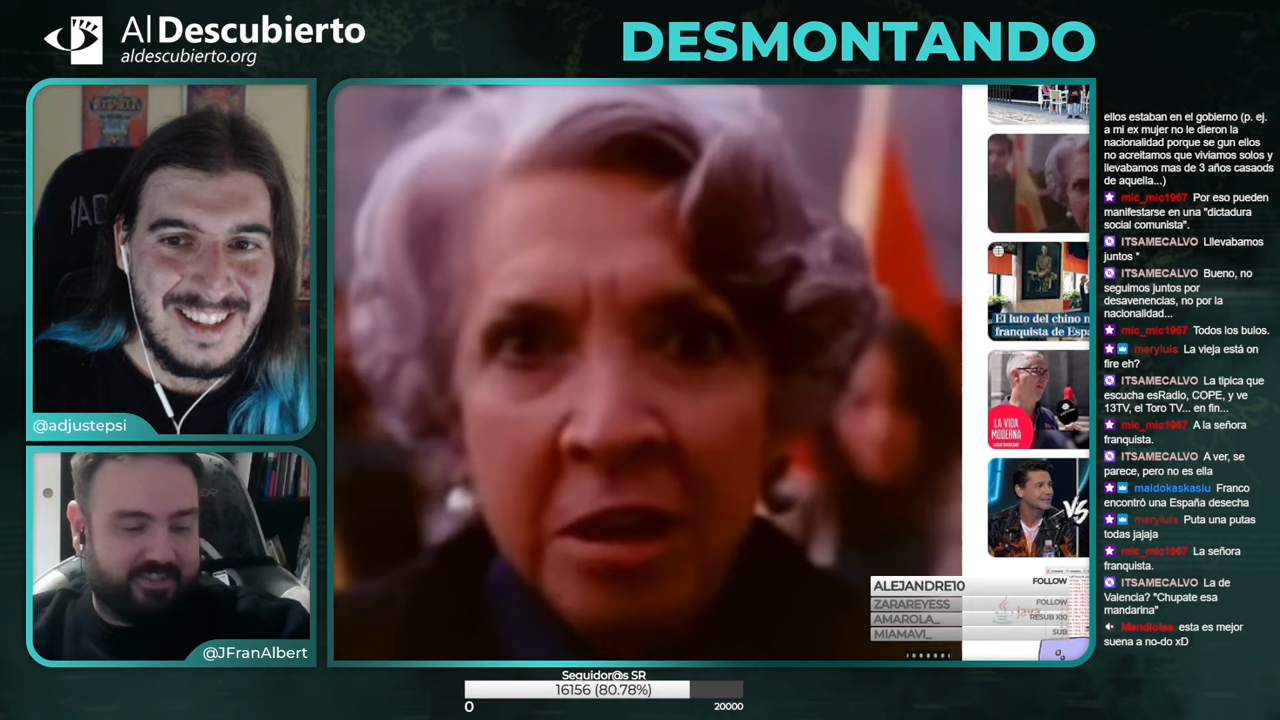 Al Descubierto
aldescubierto.org
DESMONTANDO
@adjustepsi
@JFranAlbert
El luto del chino
franquista de Espa
LA VIDA
MODERNA
VS
ALEJANDRE10 FOLLOW
ZARAREYESS FOLLOW
AMAROLA_ RESUB X10
MIAMAVI_ SUB
Seguidor@s SR
16156 (80.78%)
0 20000
ellos estaban en el gobierno (p. ej.
a mi ex mujer no le dieron la
nacionalidad porque se gun ellos
no acreitamos que viviamos solos y
llevabamos mas de 3 años casaods
de aquella...)
mic_mic1967 Por eso pueden
manifestarse en una "dictadura
social comunista".
ITSAMECALVO Lllevabamos
juntos *
ITSAMECALVO Bueno, no
seguimos juntos por
desavenencias, no por la
nacionalidad...
mic_mic1967 Todos los bulos.
meryluis La vieja está on
fire eh?
ITSAMECALVO La tipica que
escucha esRadio, COPE, y ve
13TV, el Toro TV... en fin...
mic_mic1967 A la señora
franquista.
ITSAMECALVO A ver, se
parece, pero no es ella
maidokaskasiu Franco
encontró una España desecha
meryluis Puta una putas
todas jajaja
mic_mic1967 La señora
franquista.
ITSAMECALVO La de
Valencia? "Chupate esa
mandarina"
Mandiolea esta es mejor
suena a no-do xD